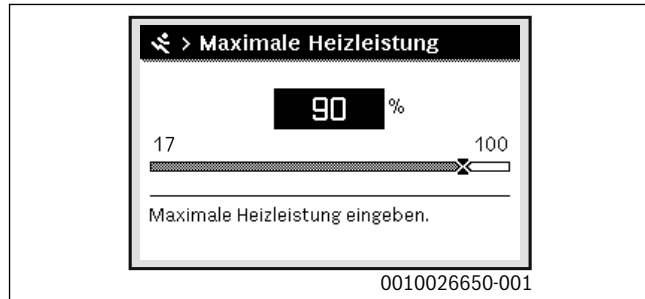 > Maximale Heizleistung
90 %
17 100
Maximale Heizleistung eingeben.
0010026650-001